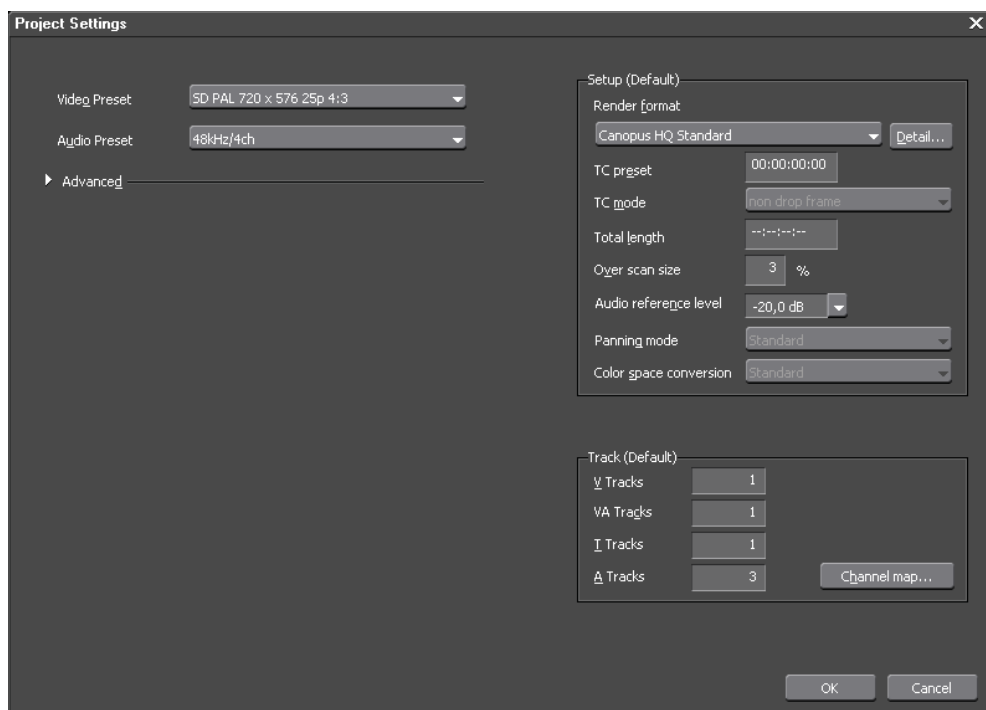 Project Settings
Video Preset
SD PAL 720 x 576 25p 4:3
Audio Preset
48kHz/4ch
Advanced
Setup (Default)
Render format
Canopus HQ Standard
Detail...
TC preset
00:00:00:00
TC mode
non drop frame
Total length
--:--:--:--
Over scan size
3 %
Audio reference level
-20,0 dB
Panning mode
Standard
Color space conversion
Standard
Track (Default)
V Tracks
1
VA Tracks
1
T Tracks
1
A Tracks
3
Channel map...
OK
Cancel